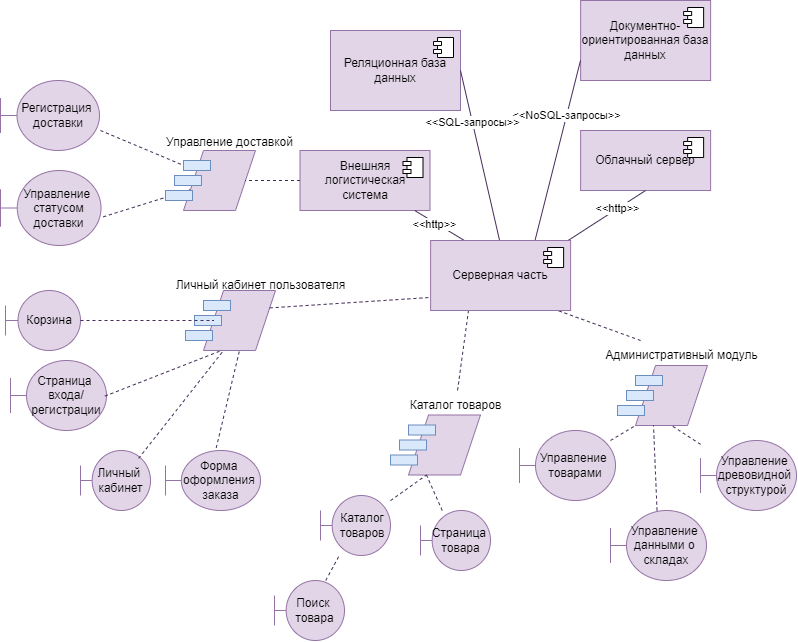 Документно-
ориентированная база
данных
Реляционная база
данных
<<SQL-запросы>>
<<NoSQL-запросы>>
Регистрация
доставки
Управление доставкой
Внешняя
логистическая
система
Облачный сервер
Управление
статусом
доставки
<<http>>
<<http>>
Серверная часть
Личный кабинет пользователя
Корзина
Административный модуль
Страница
входа/
регистрации
Каталог товаров
Личный
кабинет
Форма
оформления
заказа
Управление
товарами
Управление
древовидной
структурой
Каталог
товаров
Страница
товара
Управление
данными о
складах
Поиск
товара